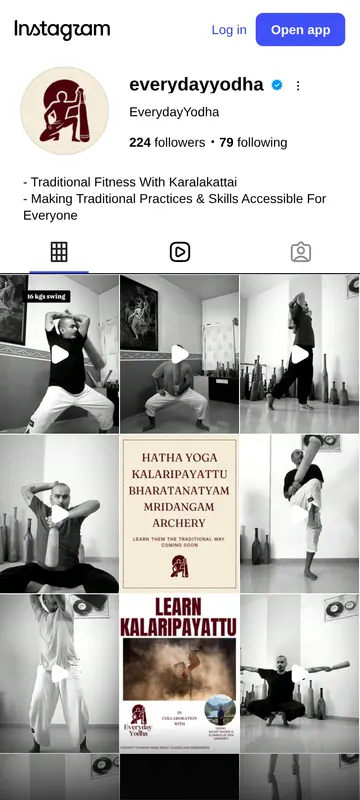 Instagram
Log in
Open app
everydayyodha
EverydayYodha
224 followers • 79 following
- Traditional Fitness With Karalakattai
- Making Traditional Practices & Skills Accessible For
Everyone
16 kgs swing
HATHA YOGA
KALARIPAYATTU
BHARATANATYAM
MRIDANGAM
ARCHERY
LEARN THEM THE TRADITIONAL WAY.
COMING SOON
LEARN
KALARIPAYATTU
IN
COLLABORATION
WITH
Everyday
Yodha